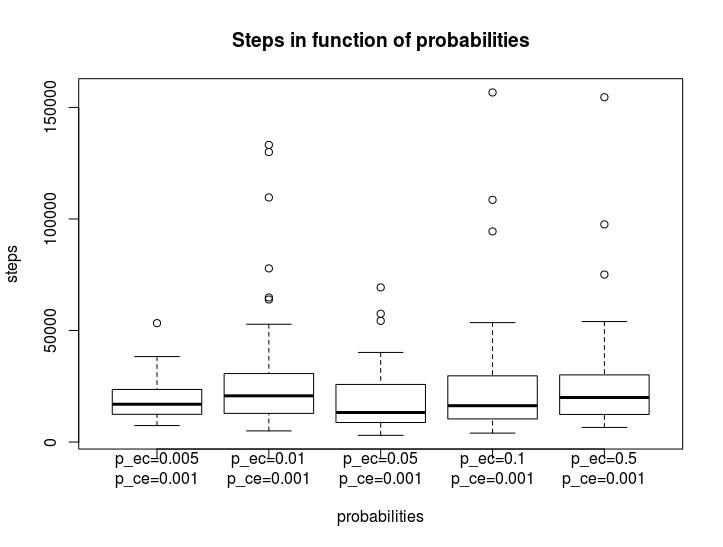 Steps in function of probabilities
150000
100000
50000
0
steps
p_ec=0.005 p_ec=0.01 p_ec=0.05 p_ec=0.1 p_ec=0.5
p_ce=0.001 p_ce=0.001 p_ce=0.001 p_ce=0.001 p_ce=0.001
probabilities